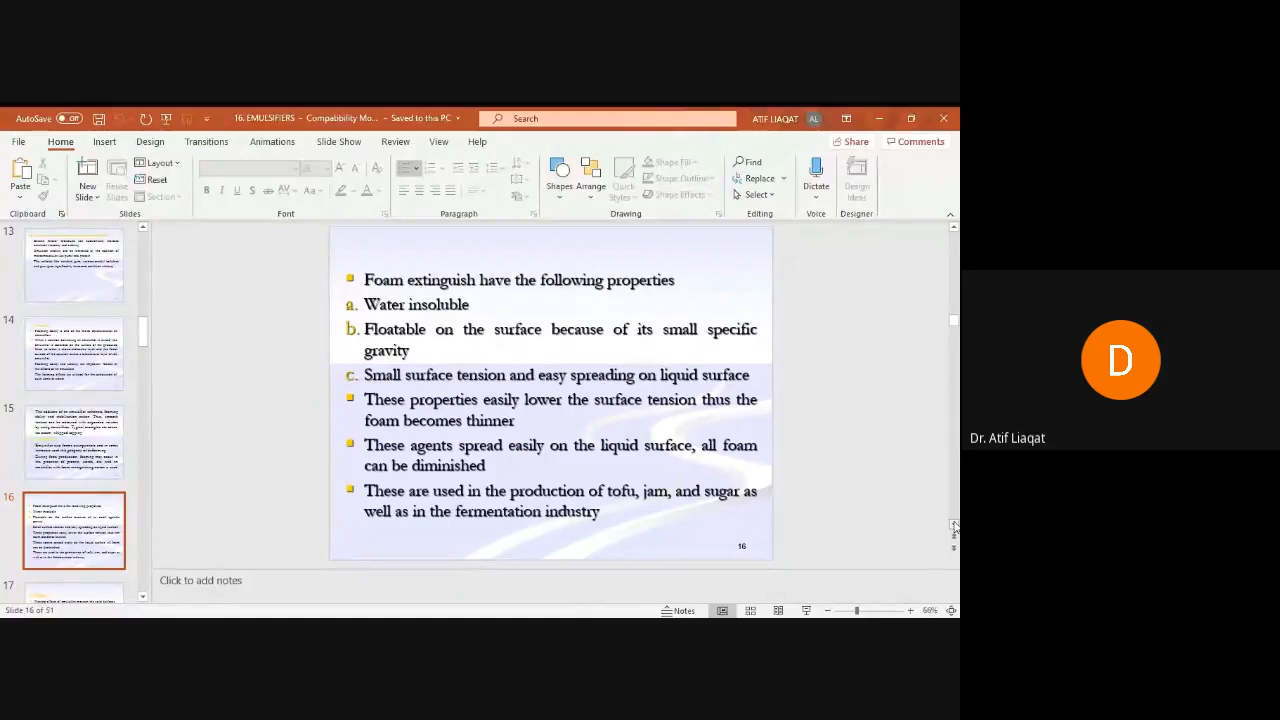 AutoSave Off 16. EMULSIFIERS - Compatibility Mo... - Saved to this PC Search ATIF LIAQAT AL
File Home Insert Design Transitions Animations Slide Show Review View Help Share Comments
Paste New Slide Reuse Slides Layout Reset Section Shapes Arrange Quick Styles Shape Fill Shape Outline Shape Effects Find Replace Select Dictate Design Ideas
Clipboard Slides Font Paragraph Drawing Editing Voice Designer
13
14
15
16
17
Foam extinguish have the following properties
a. Water insoluble
b. Floatable on the surface because of its small specific
gravity
c. Small surface tension and easy spreading on liquid surface
These properties easily lower the surface tension thus the
foam becomes thinner
These agents spread easily on the liquid surface, all foam
can be diminished
These are used in the production of tofu, jam, and sugar as
well as in the fermentation industry
16
Click to add notes
Slide 16 of 51 Notes 66%
D
Dr. Atif Liaqat